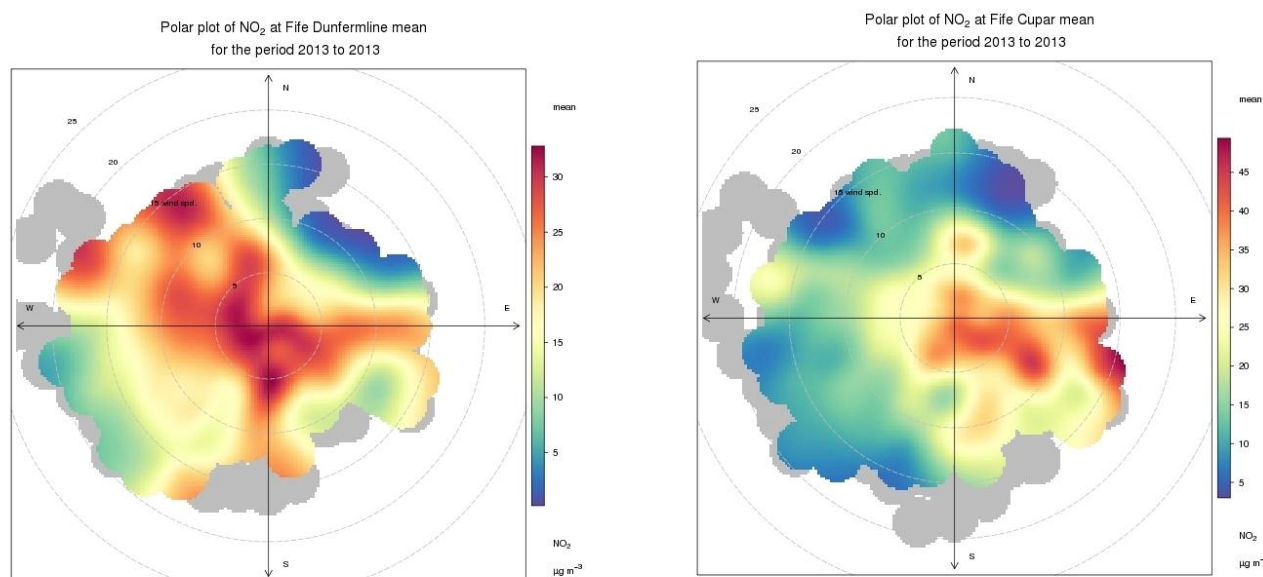 Polar plot of NO₂ at Fife Dunfermline mean
for the period 2013 to 2013
N
25
20
15 wind spd.
10
5
W
E
S
mean
30
25
20
15
10
5
NO₂
µg m⁻³
Polar plot of NO₂ at Fife Cupar mean
for the period 2013 to 2013
N
25
20
15 wind spd.
10
5
W
E
S
mean
45
40
35
30
25
20
15
10
5
NO₂
µg m⁻